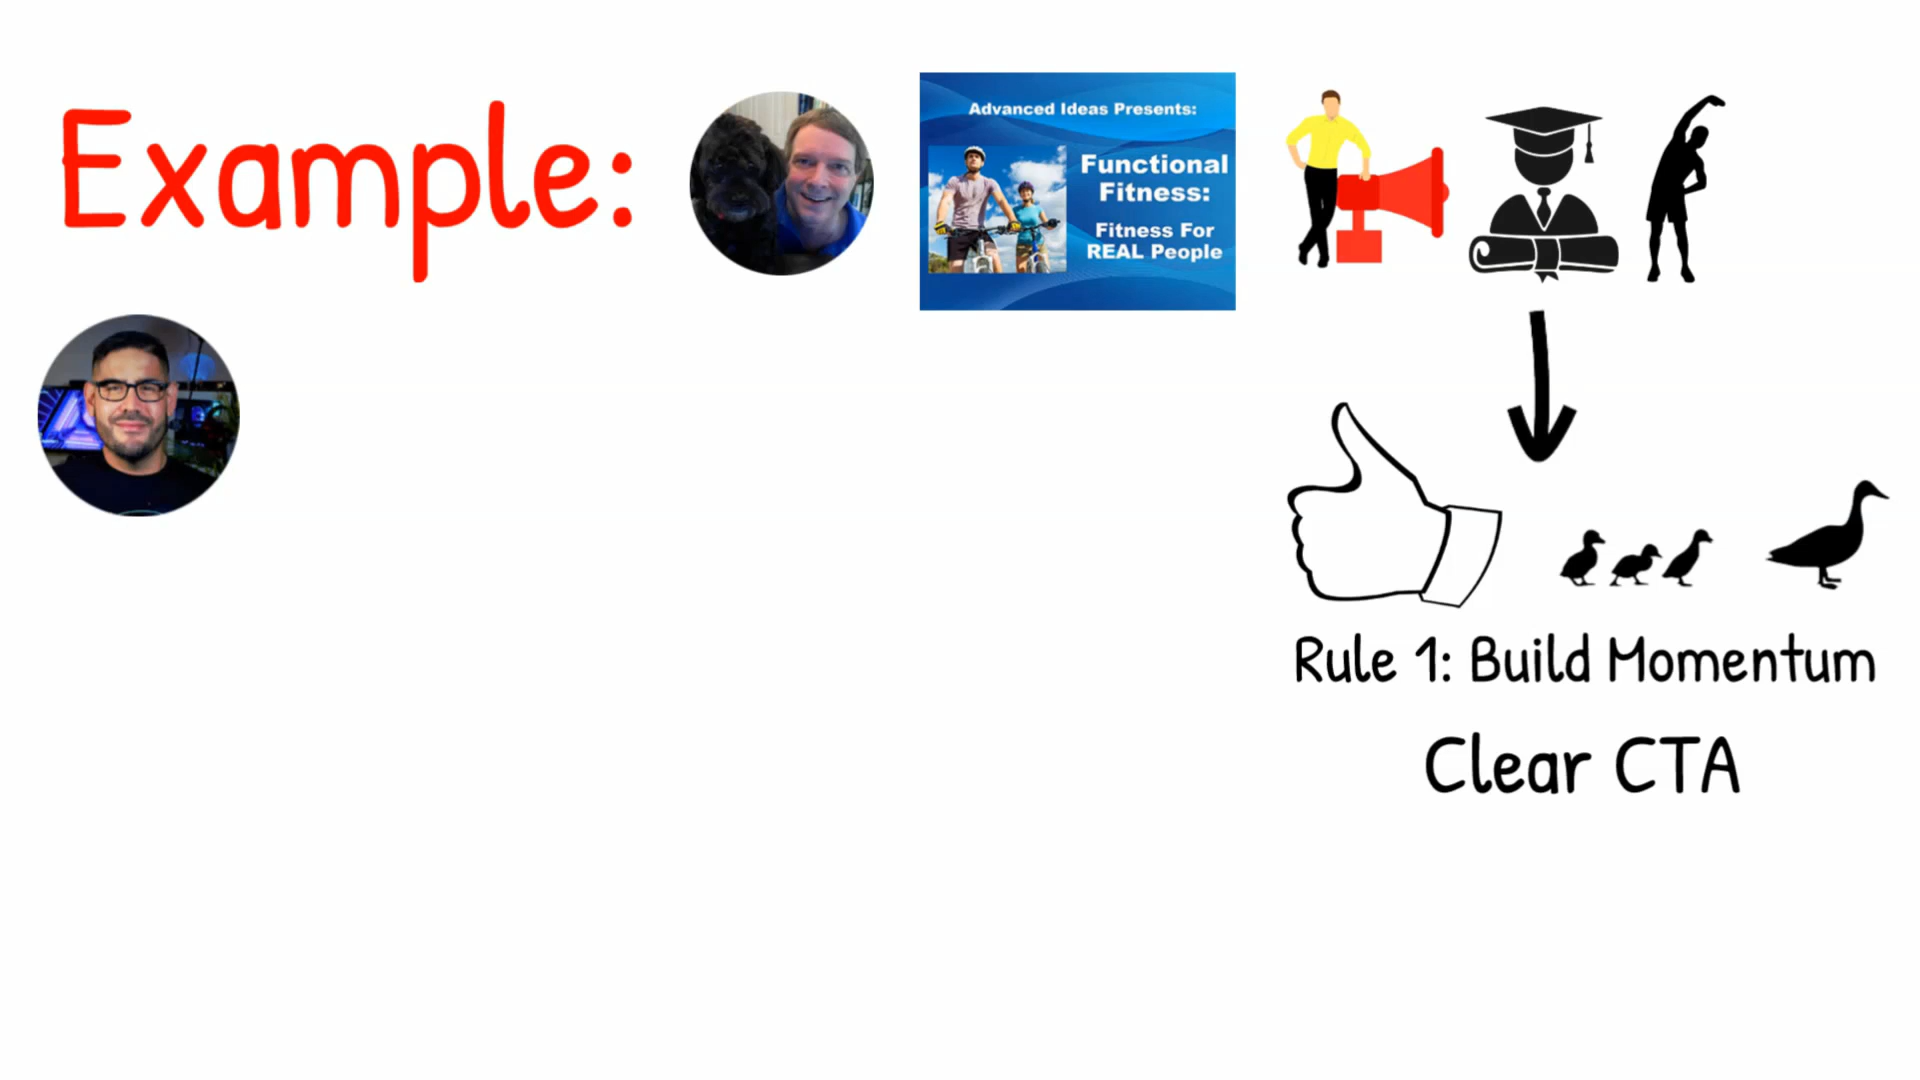 Example:
Advanced Ideas Presents:
Functional
Fitness:
Fitness For
REAL People
Rule 1: Build Momentum
Clear CTA